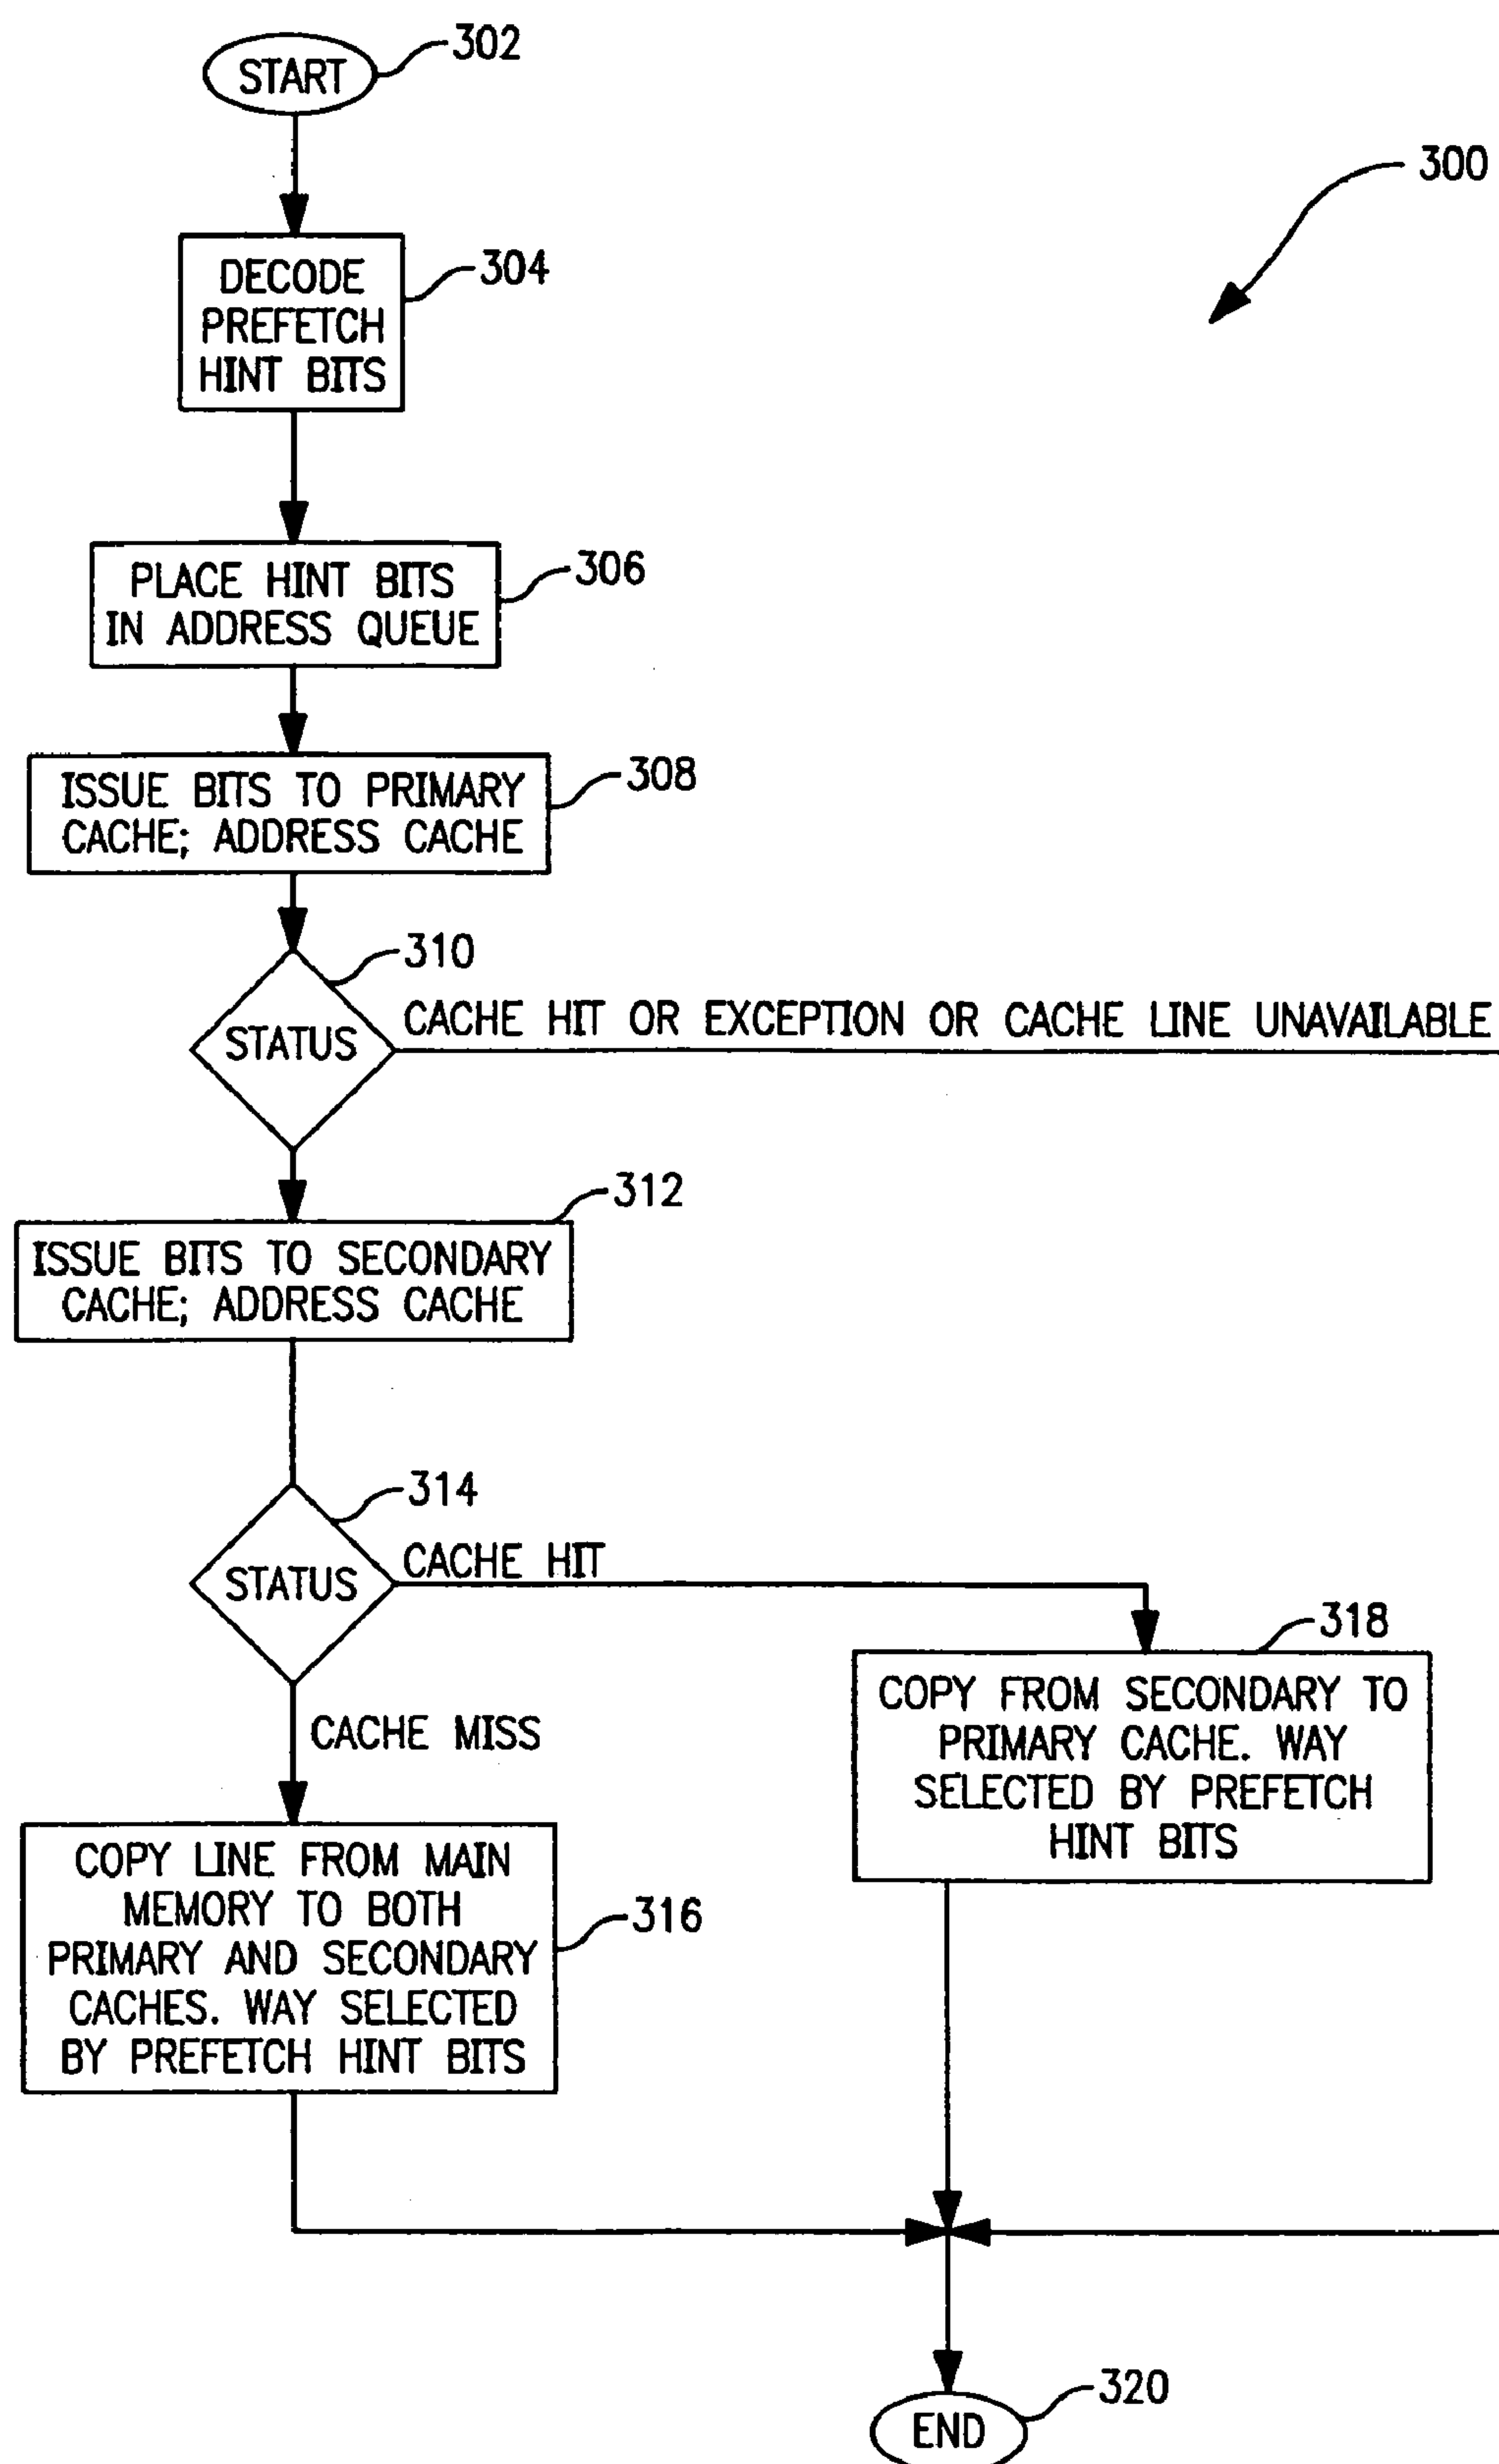 START
302
300
DECODE
PREFETCH
HINT BITS
304
PLACE HINT BITS
IN ADDRESS QUEUE
306
ISSUE BITS TO PRIMARY
CACHE; ADDRESS CACHE
308
310
STATUS
CACHE HIT OR EXCEPTION OR CACHE LINE UNAVAILABLE
312
ISSUE BITS TO SECONDARY
CACHE; ADDRESS CACHE
314
STATUS
CACHE HIT
318
COPY FROM SECONDARY TO
PRIMARY CACHE. WAY
SELECTED BY PREFETCH
HINT BITS
CACHE MISS
COPY LINE FROM MAIN
MEMORY TO BOTH
PRIMARY AND SECONDARY
CACHES. WAY SELECTED
BY PREFETCH HINT BITS
316
320
END